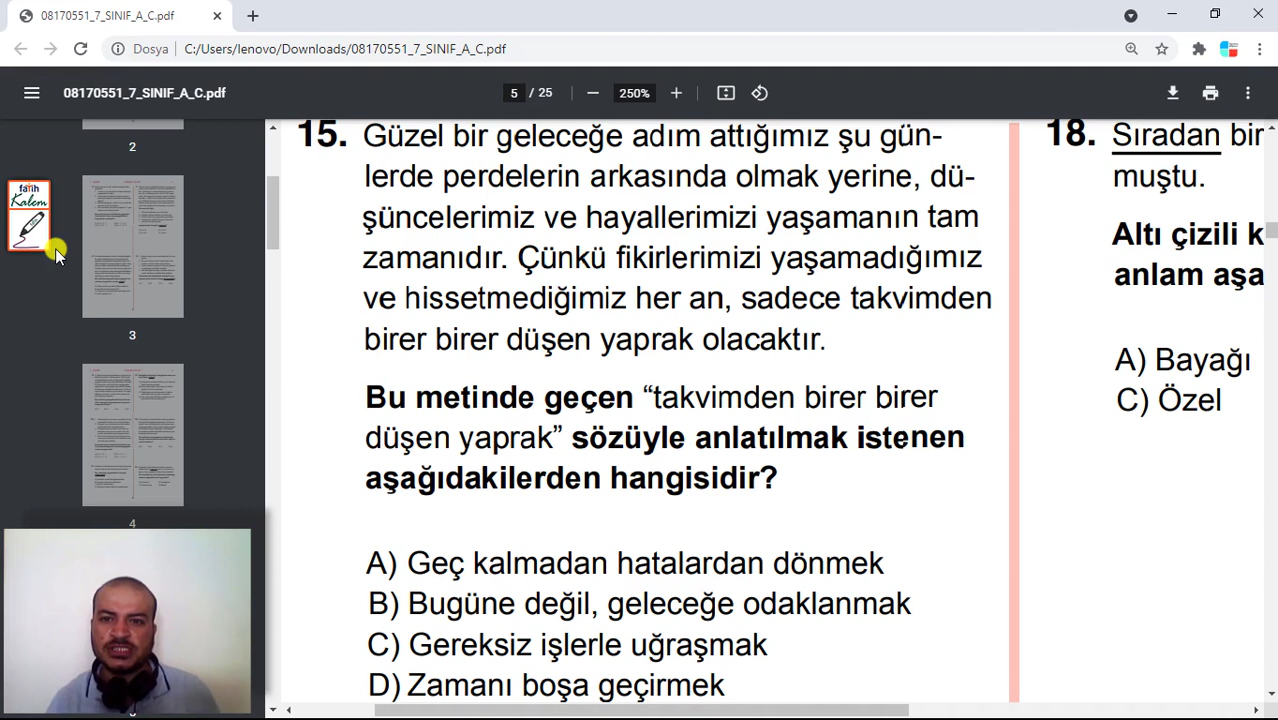 08170551_7_SINIF_A_C.pdf
Dosya
C:/Users/lenovo/Downloads/08170551_7_SINIF_A_C.pdf
08170551_7_SINIF_A_C.pdf
5 / 25
250%
2
fatih
Kalem
3
4
15. Güzel bir geleceğe adım attığımız şu gün-
lerde perdelerin arkasında olmak yerine, dü-
şüncelerimiz ve hayallerimizi yaşamanın tam
zamanıdır. Çünkü fikirlerimizi yaşamadığımız
ve hissetmediğimiz her an, sadece takvimden
birer birer düşen yaprak olacaktır.
Bu metinde geçen “takvimden birer birer
düşen yaprak” sözüyle anlatılmak istenen
aşağıdakilerden hangisidir?
A) Geç kalmadan hatalardan dönmek
B) Bugüne değil, geleceğe odaklanmak
C) Gereksiz işlerle uğraşmak
D) Zamanı boşa geçirmek
18. Sıradan bir
muştu.
Altı çizili k
anlam aşa
A) Bayağı
C) Özel